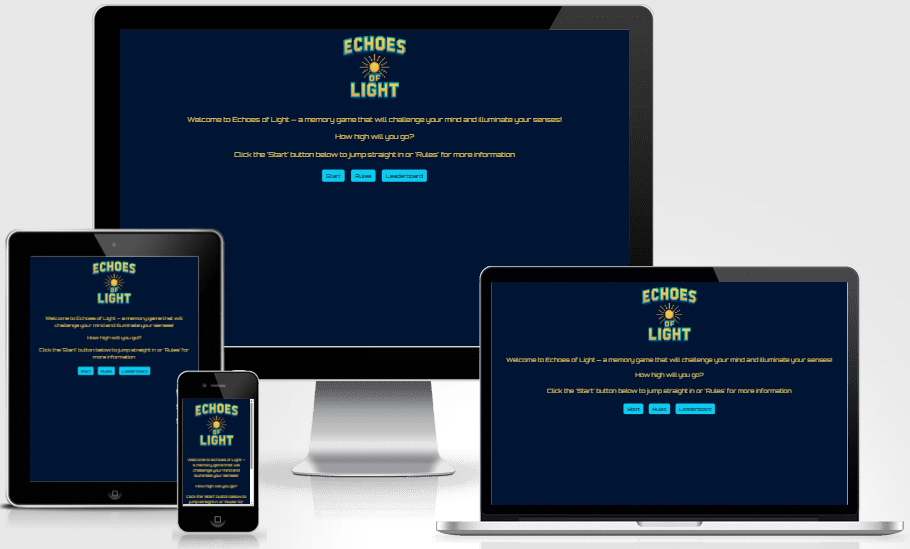 ECHOES
OF
LIGHT
Welcome to Echoes of Light – a memory game that will challenge your mind and illuminate your senses!
How high will you go?
Click the 'Start' button below to jump straight in or 'Rules' for more information
Start Rules Leaderboard
ECHOES
OF
LIGHT
Welcome to Echoes of Light – a memory game that will
challenge your mind and illuminate your senses!
How high will you go?
Click the 'Start' button below to jump straight in or 'Rules' for
more information
Start Rules Leaderboard
ECHOES
OF
LIGHT
Welcome to Echoes of Light –
a memory game that will
challenge your mind and
illuminate your senses!
How high will you go?
Click the 'Start' button below to
jump straight in or 'Rules' for
ECHOES
OF
LIGHT
Welcome to Echoes of Light – a memory game that will challenge your mind and illuminate your senses!
How high will you go?
Click the 'Start' button below to jump straight in or 'Rules' for more information
Start Rules Leaderboard